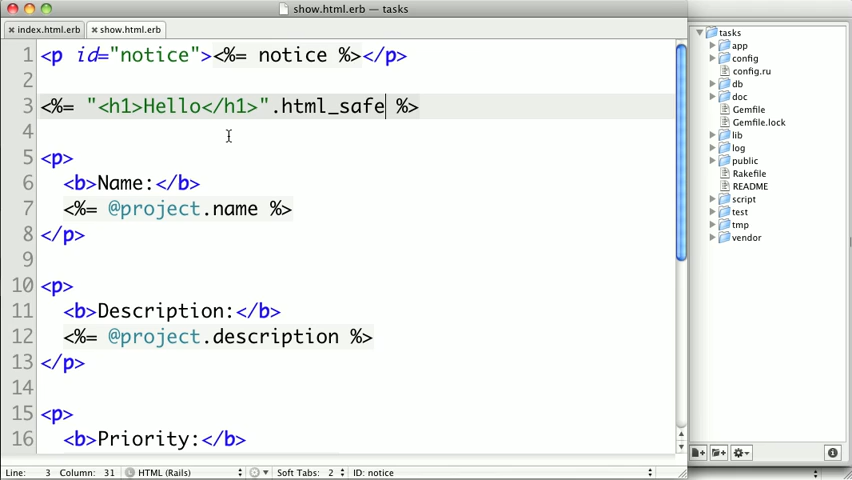 show.html.erb — tasks
index.html.erb
show.html.erb
1 <p id="notice"><%= notice %></p>
2
3 <%= "<h1>Hello</h1>".html_safe %>
4
5 <p>
6 <b>Name:</b>
7 <%= @project.name %>
8 </p>
9
10 <p>
11 <b>Description:</b>
12 <%= @project.description %>
13 </p>
14
15 <p>
16 <b>Priority:</b>
Line: 3 Column: 31 HTML (Rails) Soft Tabs: 2 ID: notice
tasks
app
config
config.ru
db
doc
Gemfile
Gemfile.lock
lib
log
public
Rakefile
README
script
test
tmp
vendor